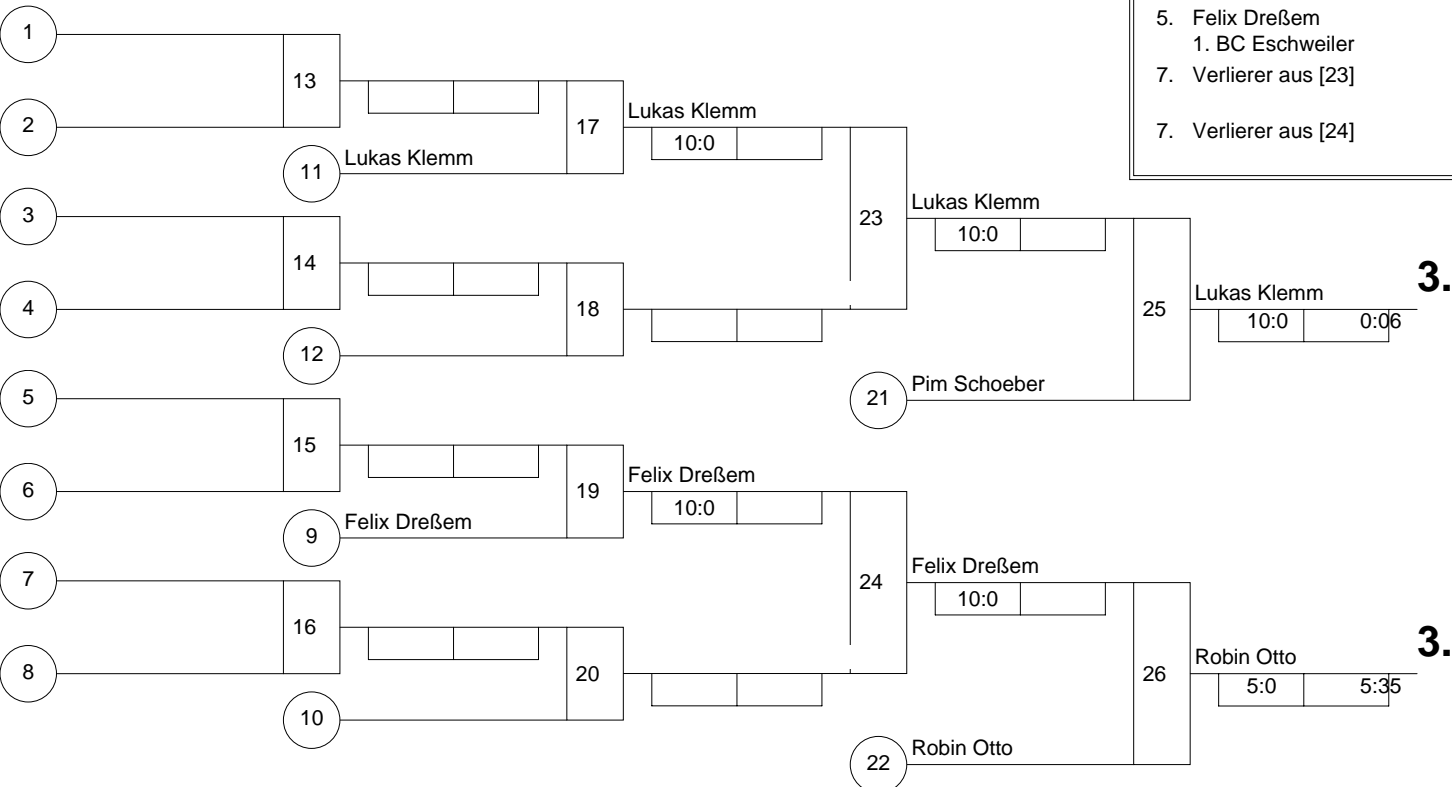 5. Felix Dreßem
1. BC Eschweiler
7. Verlierer aus [23]
7. Verlierer aus [24]
1
13
2
17
Lukas Klemm
10:0
11
Lukas Klemm
3
23
Lukas Klemm
10:0
14
4
18
25
Lukas Klemm
3.
10:0 0:06
12
5
21
Pim Schoeber
15
6
19
Felix Dreßem
10:0
9
Felix Dreßem
7
24
Felix Dreßem
10:0
16
8
20
26
Robin Otto
3.
5:0 5:35
10
22
Robin Otto